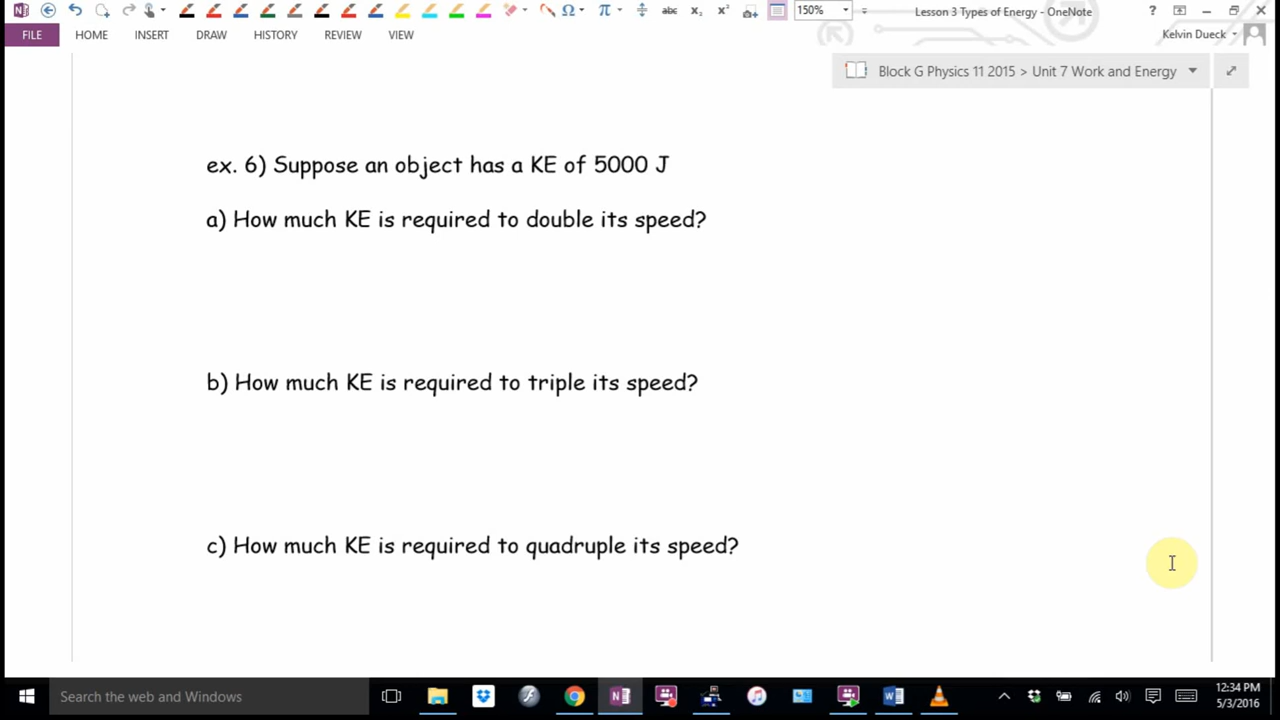 150%
Lesson 3 Types of Energy - OneNote
?
FILE HOME INSERT DRAW HISTORY REVIEW VIEW
Kelvin Dueck
Block G Physics 11 2015 > Unit 7 Work and Energy
ex. 6) Suppose an object has a KE of 5000 J
a) How much KE is required to double its speed?
b) How much KE is required to triple its speed?
c) How much KE is required to quadruple its speed?
Search the web and Windows
12:34 PM
5/3/2016